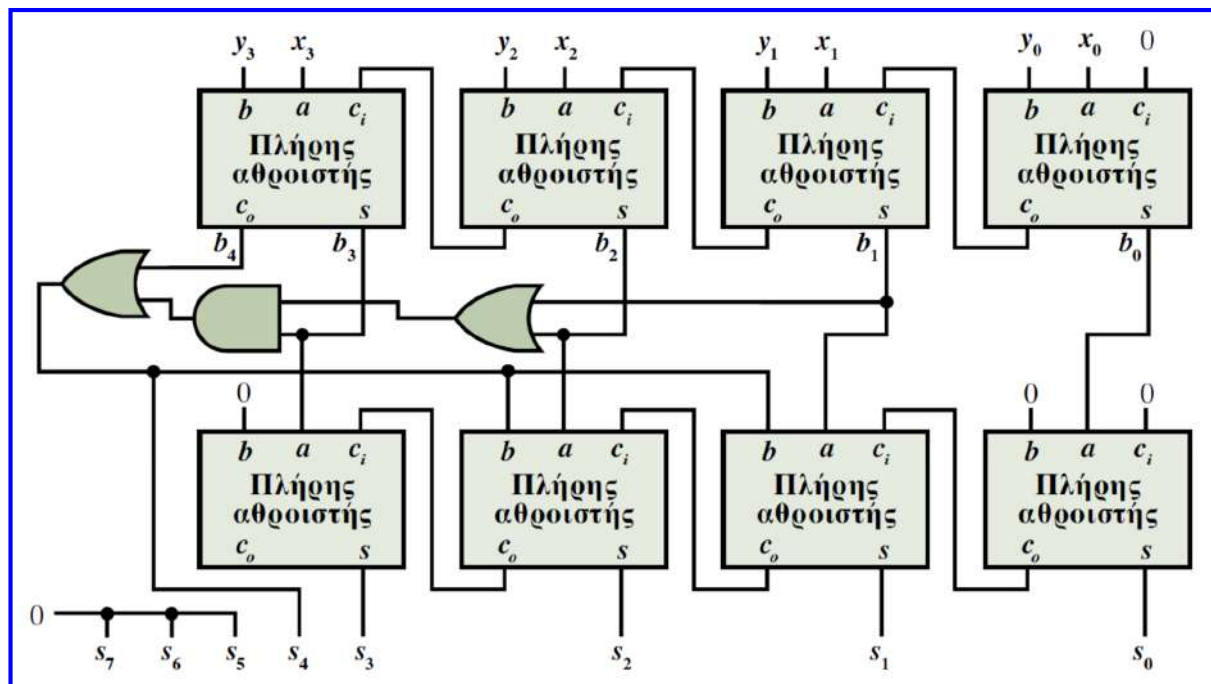 y3 x3 y2 x2 y1 x1 y0 x0 0
b a ci b a ci b a ci b a ci
Πλήρης Πλήρης Πλήρης Πλήρης
αθροιστής αθροιστής αθροιστής αθροιστής
co s co s co s co s
b4 b3 b2 b1 b0
0 0 0
b a ci b a ci b a ci b a ci
Πλήρης Πλήρης Πλήρης Πλήρης
αθροιστής αθροιστής αθροιστής αθροιστής
co s co s co s co s
0
s7 s6 s5 s4 s3 s2 s1 s0